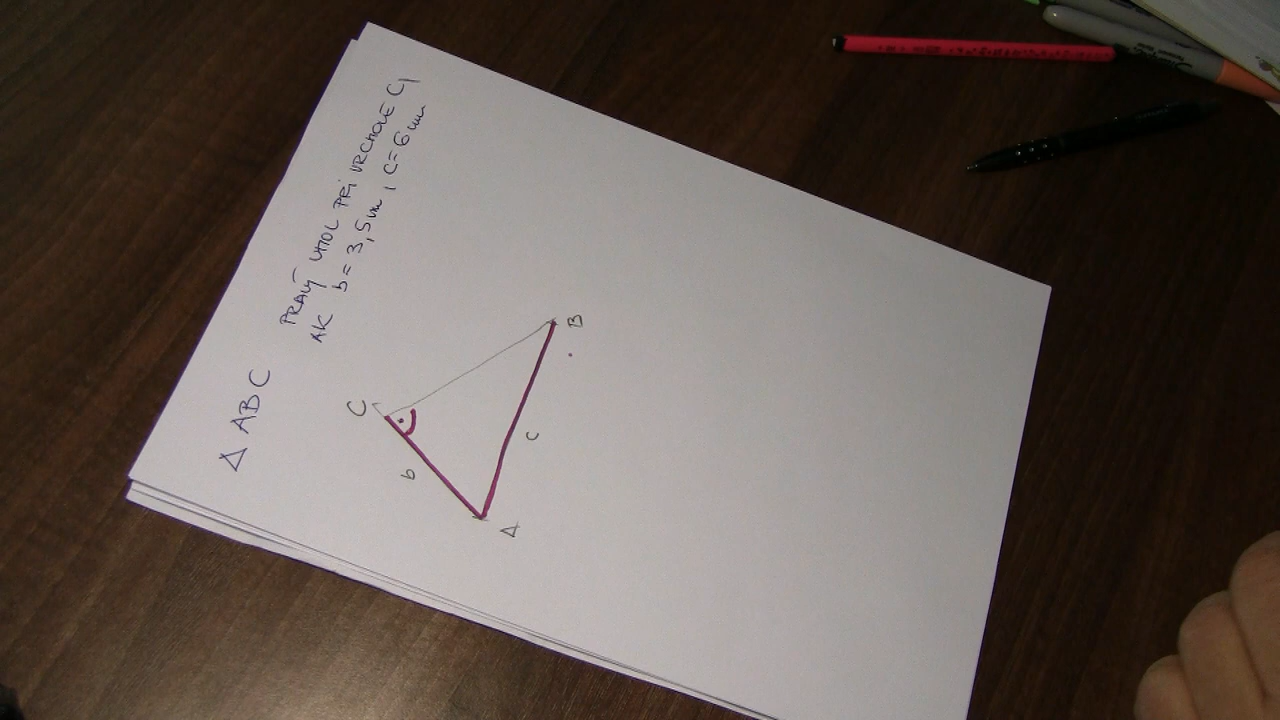 △ ABC
PRAVÝ UHOL PRI VRCHOLE C,
AK b = 3,5 cm, c = 6 cm
C
B
b
c
A